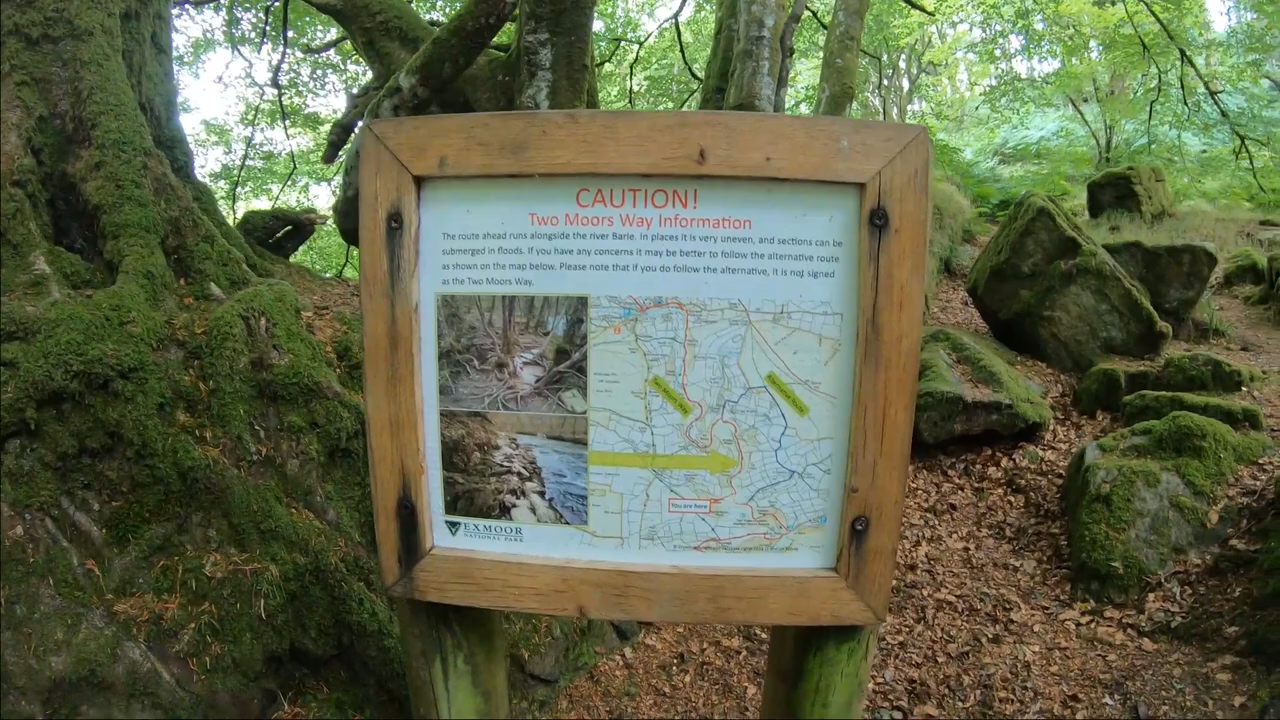 CAUTION!
Two Moors Way Information
The route ahead runs alongside the river Barle. In places it is very uneven, and sections can be
submerged in floods. If you have any concerns it may be better to follow the alternative route
as shown on the map below. Please note that if you do follow the alternative, it is not signed
as the Two Moors Way.
You are here
EXMOOR
NATIONAL PARK